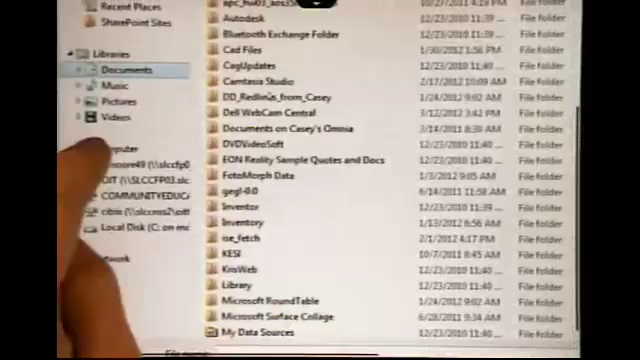 Recent Places
SharePoint Sites
Libraries
Documents
Music
Pictures
Videos
COMMUNITYEDUC
Local Disk (C: on
Autodesk 12/23/2010 11:39 ... File folder
Bluetooth Exchange Folder 12/23/2010 11:39 ... File folder
Cad Files 1/30/2012 1:56 PM File folder
CagUpdates 12/23/2010 11:39 ... File folder
Camtasia Studio 2/17/2012 10:09 AM File folder
DD_Redlines_from_Casey 1/24/2012 9:02 AM File folder
Dell WebCam Central 3/12/2012 3:42 PM File folder
Documents on Casey's Omnia 3/14/2011 8:30 AM File folder
DVDVideoSoft 12/23/2010 11:40 ... File folder
EON Reality Sample Quotes and Docs 12/23/2010 11:40 ... File folder
FotoMorph Data 1/3/2012 9:05 AM File folder
gegl-0.0 6/14/2011 11:58 AM File folder
Inventor 12/23/2010 11:39 ... File folder
Inventory 1/13/2012 8:56 AM File folder
ise_fetch 2/1/2012 4:17 PM File folder
KESI 10/7/2011 8:45 AM File folder
KrisWeb 12/23/2010 11:40 ... File folder
Library 12/23/2010 11:40 ... File folder
Microsoft RoundTable 1/24/2012 9:02 AM File folder
Microsoft Surface Collage 6/28/2011 9:34 AM File folder
My Data Sources 12/23/2010 11:40 ... File folder